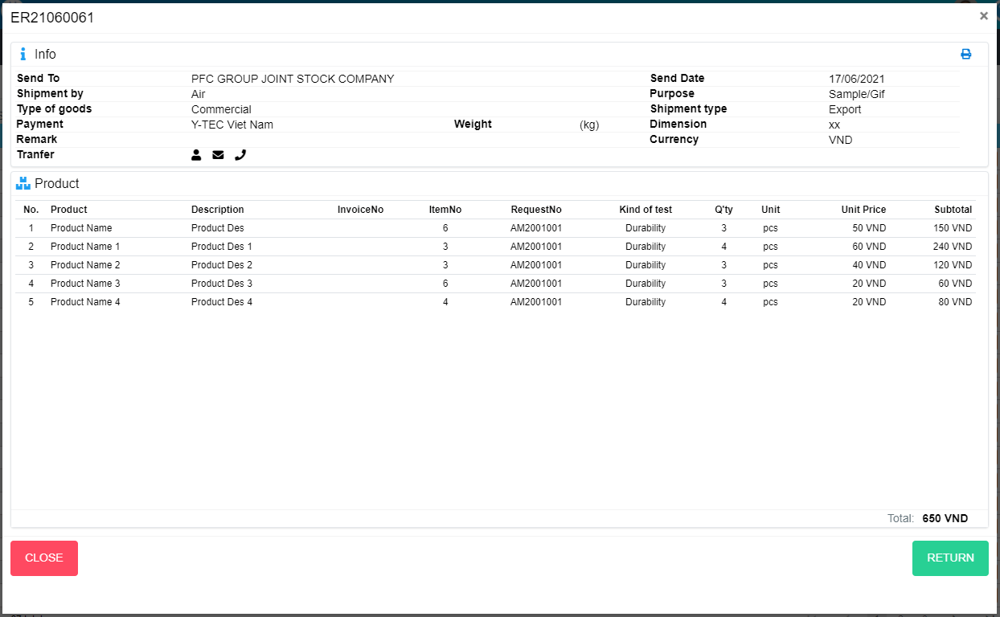 ER21060061 ×
Info
Send To PFC GROUP JOINT STOCK COMPANY Send Date 17/06/2021
Shipment by Air Purpose Sample/Gif
Type of goods Commercial Shipment type Export
Payment Y-TEC Viet Nam Weight (kg) Dimension xx
Remark Currency VND
Tranfer
Product
No. Product Description InvoiceNo ItemNo RequestNo Kind of test Q'ty Unit Unit Price Subtotal
1 Product Name Product Des 6 AM2001001 Durability 3 pcs 50 VND 150 VND
2 Product Name 1 Product Des 1 3 AM2001001 Durability 4 pcs 60 VND 240 VND
3 Product Name 2 Product Des 2 3 AM2001001 Durability 3 pcs 40 VND 120 VND
4 Product Name 3 Product Des 3 6 AM2001001 Durability 3 pcs 20 VND 60 VND
5 Product Name 4 Product Des 4 4 AM2001001 Durability 4 pcs 20 VND 80 VND
Total: 650 VND
CLOSE RETURN